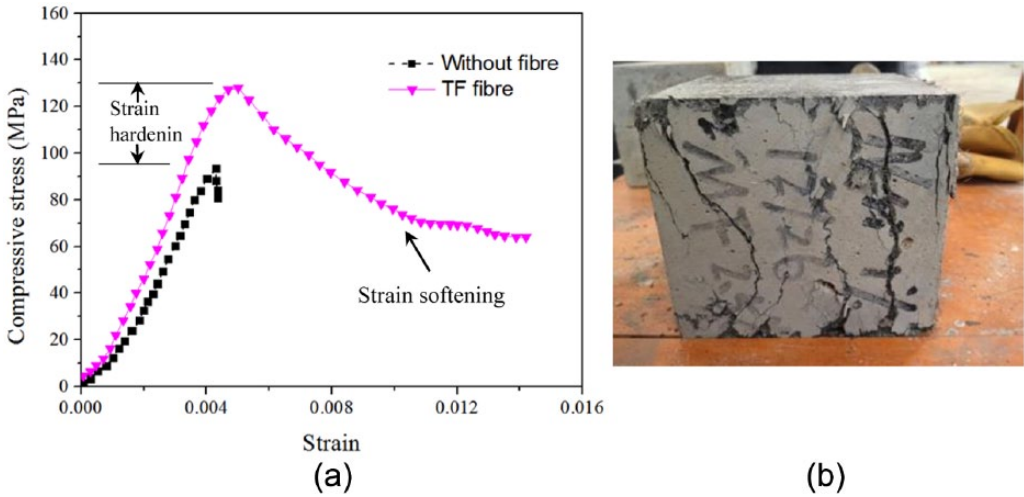 160
140
120
100
80
60
40
20
0
Compressive stress (MPa)
Strain
hardenin
Without fibre
TF fibre
Strain softening
0.000
0.004
0.008
0.012
0.016
Strain
(a)
(b)